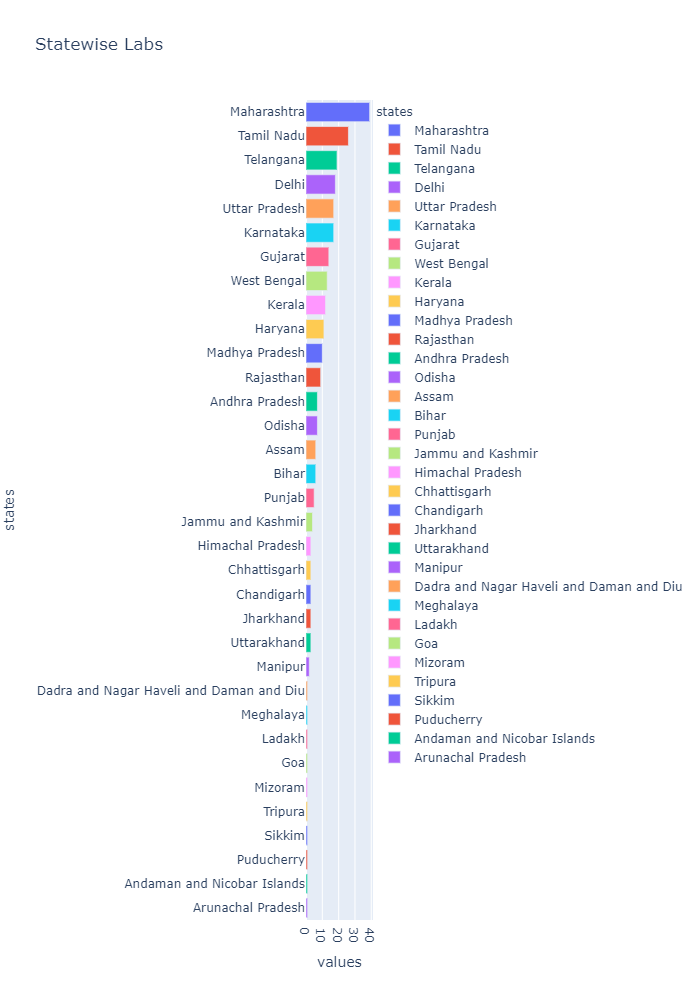 Statewise Labs
states
Maharashtra
Tamil Nadu
Telangana
Delhi
Uttar Pradesh
Karnataka
Gujarat
West Bengal
Kerala
Haryana
Madhya Pradesh
Rajasthan
Andhra Pradesh
Odisha
Assam
Bihar
Punjab
Jammu and Kashmir
Himachal Pradesh
Chhattisgarh
Chandigarh
Jharkhand
Uttarakhand
Manipur
Dadra and Nagar Haveli and Daman and Diu
Meghalaya
Ladakh
Goa
Mizoram
Tripura
Sikkim
Puducherry
Andaman and Nicobar Islands
Arunachal Pradesh
0 10 20 30 40
values
states
Maharashtra
Tamil Nadu
Telangana
Delhi
Uttar Pradesh
Karnataka
Gujarat
West Bengal
Kerala
Haryana
Madhya Pradesh
Rajasthan
Andhra Pradesh
Odisha
Assam
Bihar
Punjab
Jammu and Kashmir
Himachal Pradesh
Chhattisgarh
Chandigarh
Jharkhand
Uttarakhand
Manipur
Dadra and Nagar Haveli and Daman and Diu
Meghalaya
Ladakh
Goa
Mizoram
Tripura
Sikkim
Puducherry
Andaman and Nicobar Islands
Arunachal Pradesh